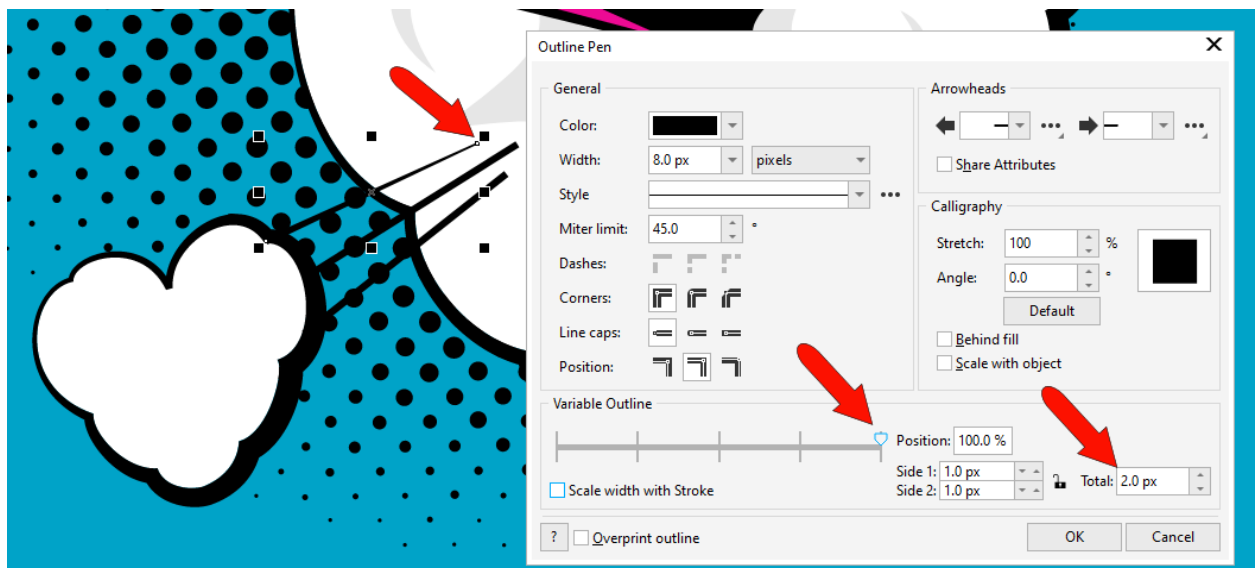 Outline Pen
General
Color:
Width: 8.0 px pixels
Style
Miter limit: 45.0 °
Dashes:
Corners:
Line caps:
Position:
Arrowheads
Share Attributes
Calligraphy
Stretch: 100 %
Angle: 0.0 °
Default
Behind fill
Scale with object
Variable Outline
Position: 100.0 %
Side 1: 1.0 px
Side 2: 1.0 px
Total: 2.0 px
Scale width with Stroke
? Overprint outline
OK Cancel